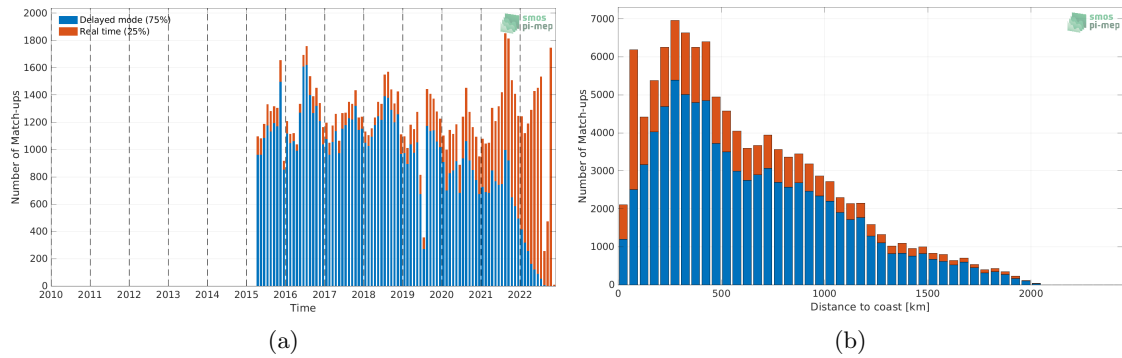 Delayed mode (75%)
Real time (25%)
smos
pi-mep
Number of Match-ups
2000
1800
1600
1400
1200
1000
800
600
400
200
0
2010 2011 2012 2013 2014 2015 2016 2017 2018 2019 2020 2021 2022
Time
(a)
smos
pi-mep
Number of Match-ups
7000
6000
5000
4000
3000
2000
1000
0
0 500 1000 1500 2000
Distance to coast [km]
(b)